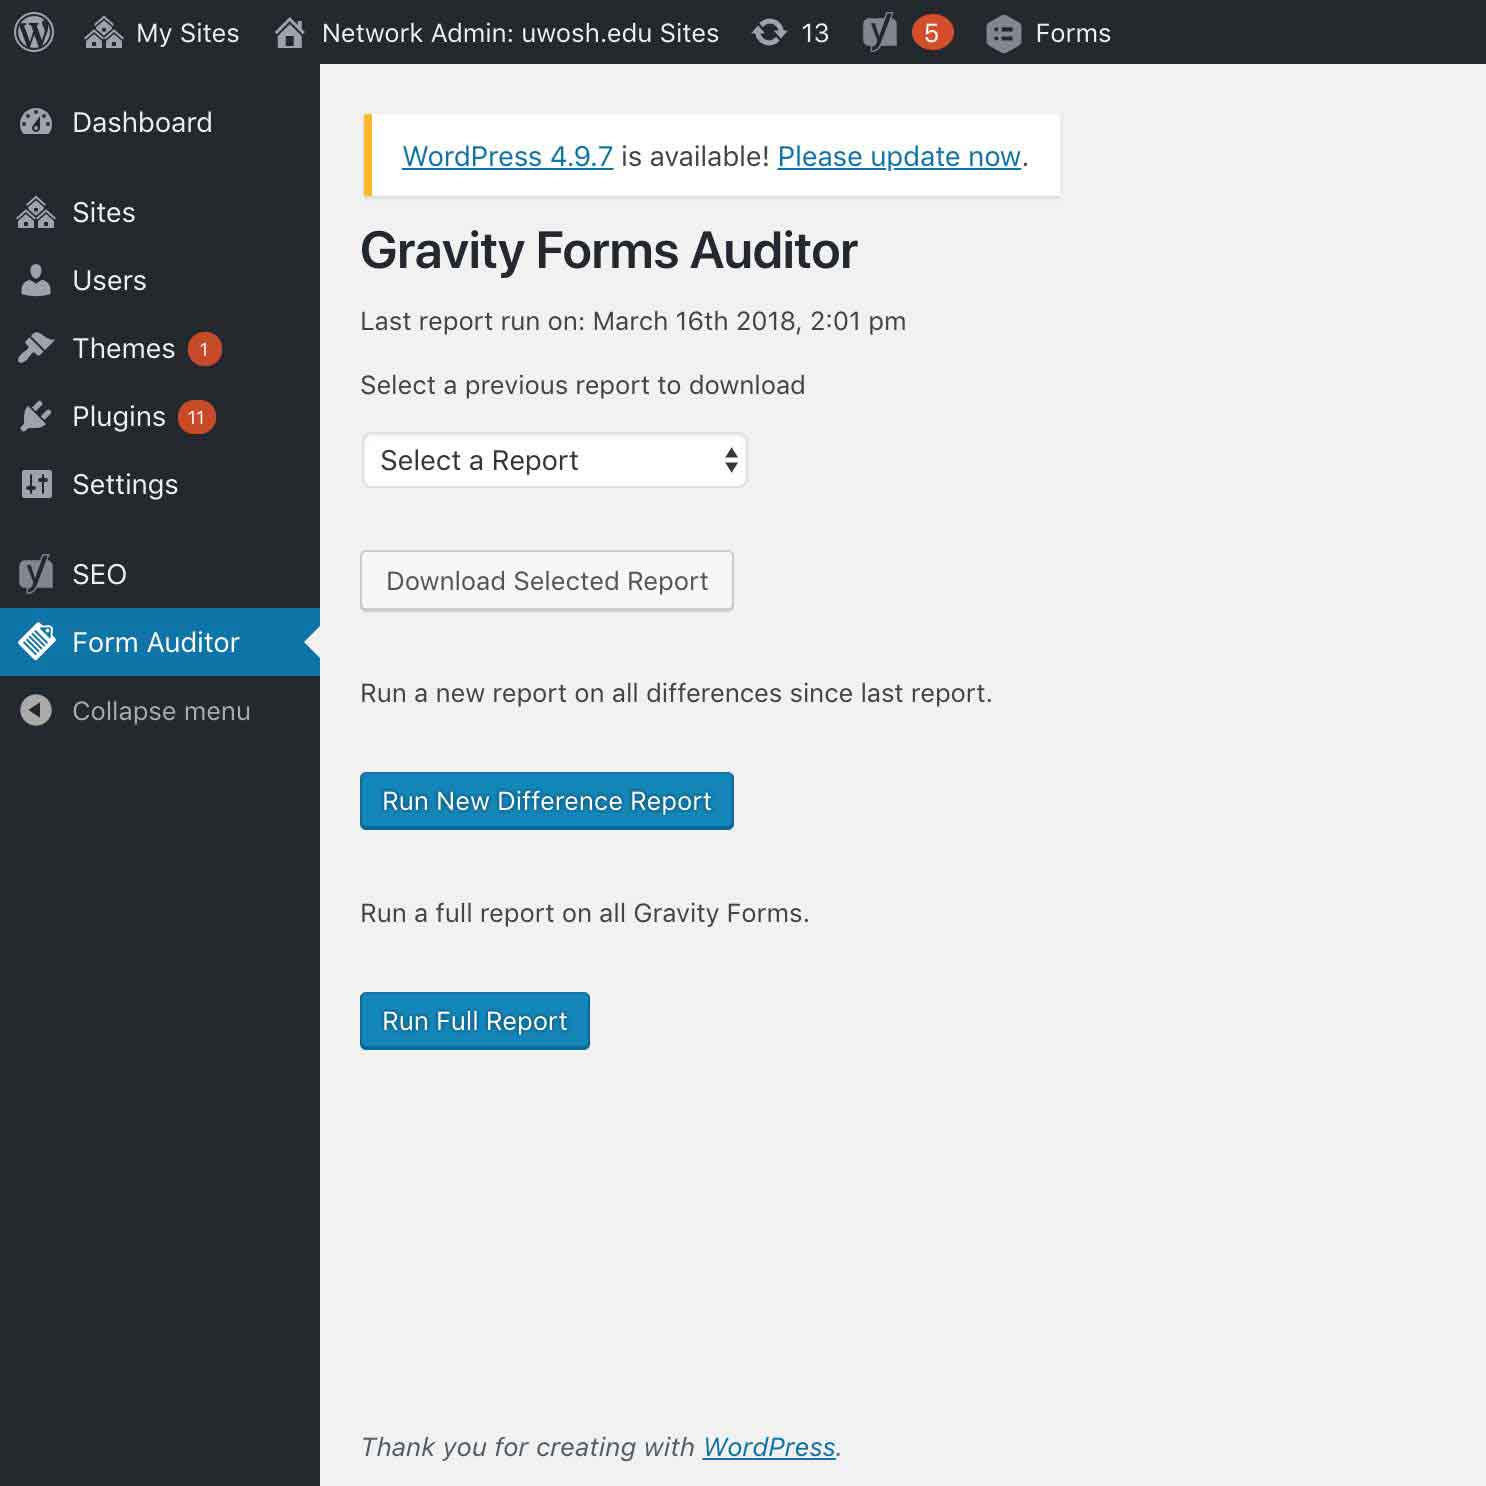 My Sites Network Admin: uwosh.edu Sites 13 5 Forms
Dashboard
Sites
Users
Themes 1
Plugins 11
Settings
SEO
Form Auditor
Collapse menu
WordPress 4.9.7 is available! Please update now.
Gravity Forms Auditor
Last report run on: March 16th 2018, 2:01 pm
Select a previous report to download
Select a Report
Download Selected Report
Run a new report on all differences since last report.
Run New Difference Report
Run a full report on all Gravity Forms.
Run Full Report
Thank you for creating with WordPress.